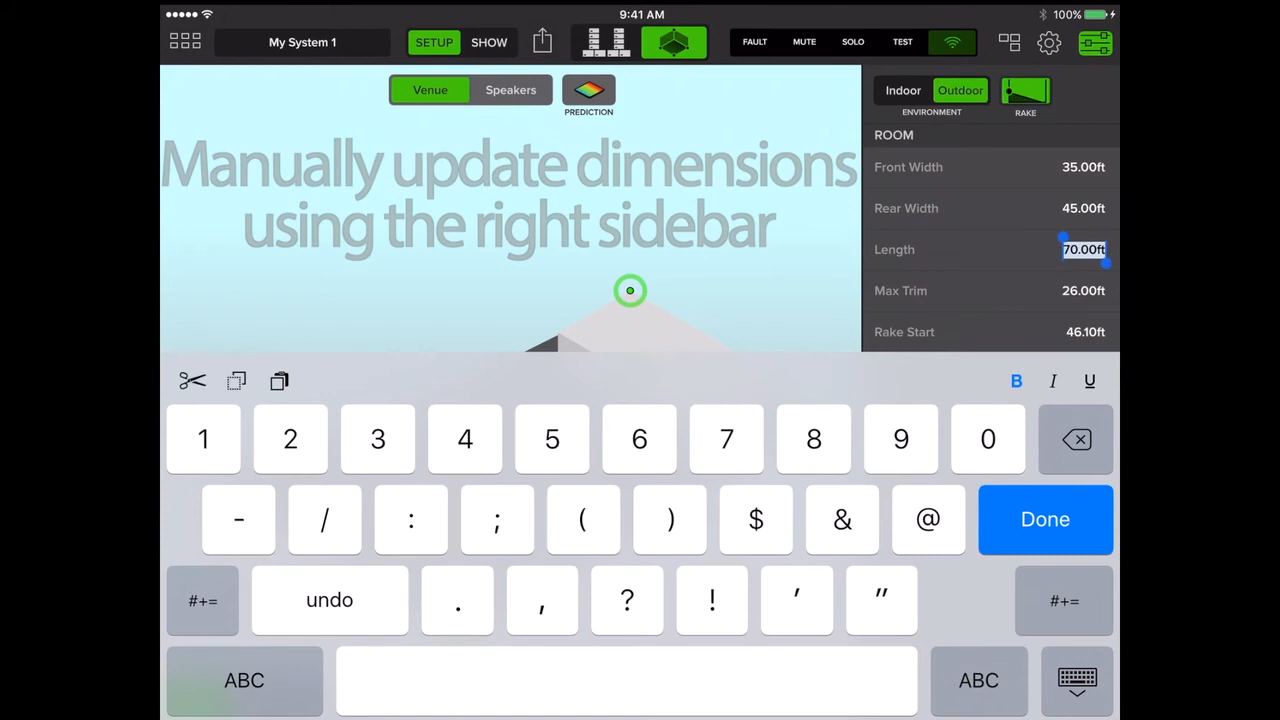 9:41 AM
100%
My System 1
SETUP
SHOW
FAULT
MUTE
SOLO
TEST
Venue
Speakers
PREDICTION
Indoor
Outdoor
ENVIRONMENT
RAKE
Manually update dimensions
using the right sidebar
ROOM
Front Width 35.00ft
Rear Width 45.00ft
Length 70.00ft
Max Trim 26.00ft
Rake Start 46.10ft
B I U
1 2 3 4 5 6 7 8 9 0
- / : ; ( ) $ & @ Done
#+= undo . , ? ! ' " #+=
ABC ABC